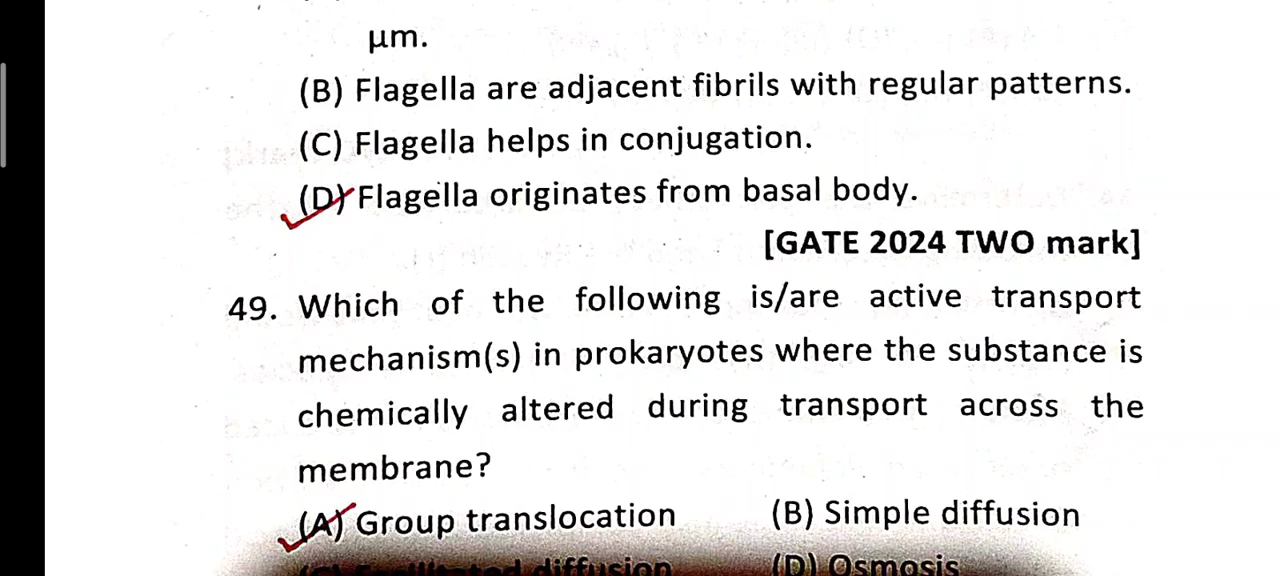 μm.
(B) Flagella are adjacent fibrils with regular patterns.
(C) Flagella helps in conjugation.
(D) Flagella originates from basal body.
[GATE 2024 TWO mark]
49. Which of the following is/are active transport
mechanism(s) in prokaryotes where the substance is
chemically altered during transport across the
membrane?
(A) Group translocation (B) Simple diffusion
(C) Facilitated diffusion (D) Osmosis